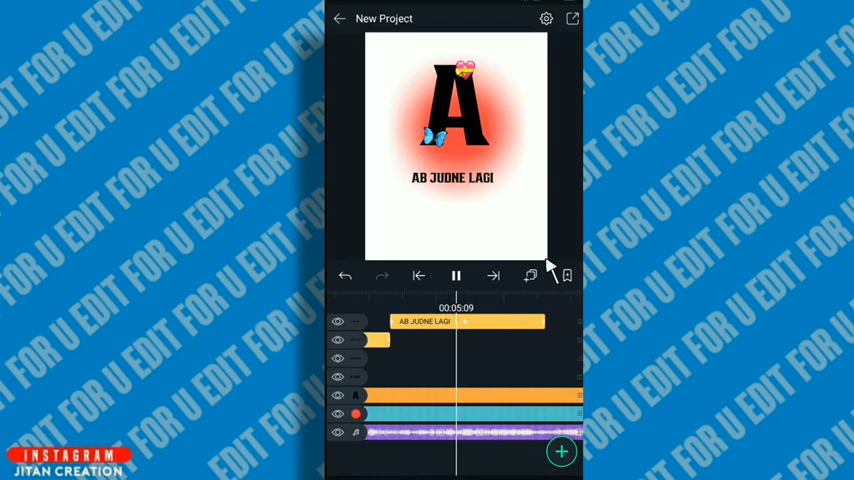 New Project
A
AB JUDNE LAGI
00:05:09
AB JUDNE LAGI
A
EDIT FOR U EDIT FOR U EDIT FOR U
INSTAGRAM
JITAN CREATION